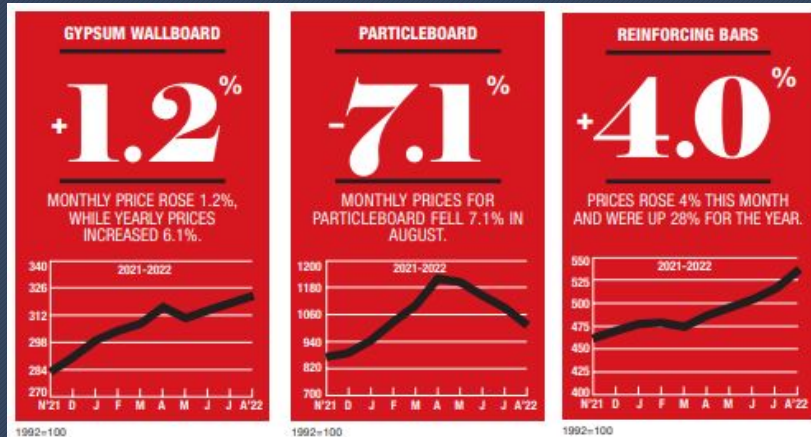 GYPSUM WALLBOARD
+1.2%
MONTHLY PRICE ROSE 1.2%,
WHILE YEARLY PRICES
INCREASED 6.1%.
2021-2022
340
326
312
298
284
270
N'21 D J F M A M J J A'22
1992=100
PARTICLEBOARD
-7.1%
MONTHLY PRICES FOR
PARTICLEBOARD FELL 7.1% IN
AUGUST.
2021-2022
1200
1180
1060
940
820
700
N'21 D J F M A M J J A'22
1992=100
REINFORCING BARS
+4.0%
PRICES ROSE 4% THIS MONTH
AND WERE UP 28% FOR THE YEAR.
2021-2022
550
525
500
475
450
425
400
N'21 D J F M A M J J A'22
1992=100